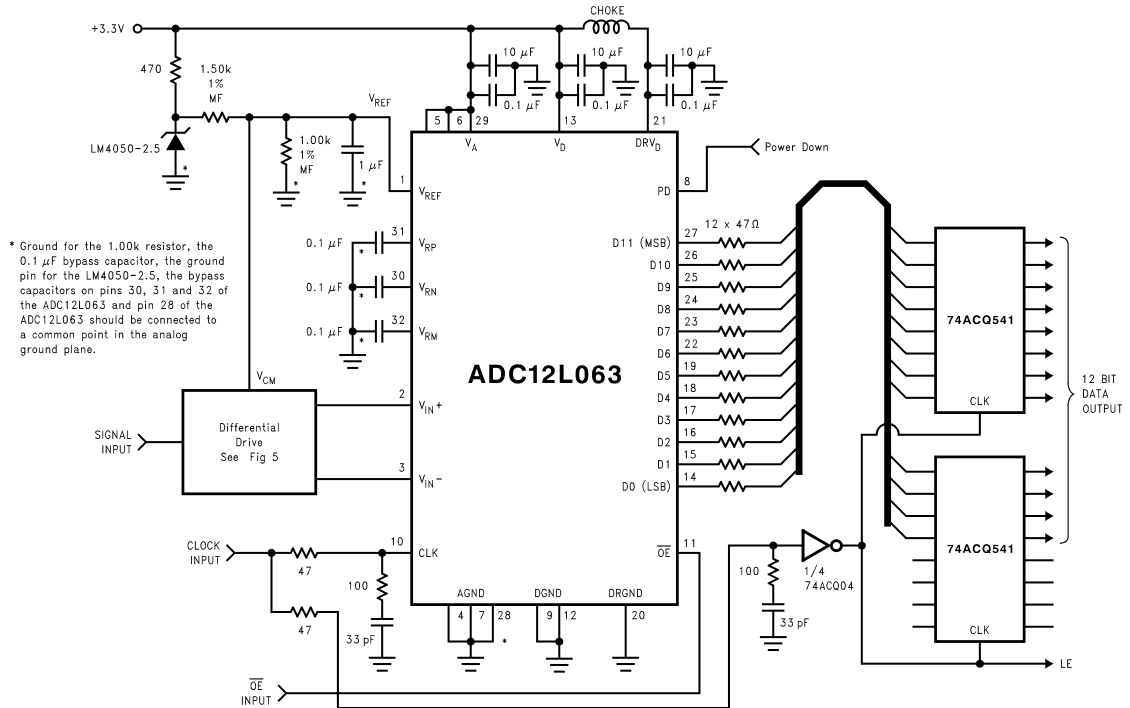 CHOKE
+3.3V
470
1.50k
1%
MF
VREF
LM4050-2.5
*
1.00k
1%
MF
*
1 µF
*
10 µF
0.1 µF
10 µF
0.1 µF
10 µF
0.1 µF
5 6 29
VA
13
VD
21
DRVD
1
VREF
8
PD
Power Down
* Ground for the 1.00k resistor, the
0.1 µF bypass capacitor, the ground
pin for the LM4050-2.5, the bypass
capacitors on pins 30, 31 and 32 of
the ADC12L063 and pin 28 of the
ADC12L063 should be connected to
a common point in the analog
ground plane.
0.1 µF
*
31
VRP
0.1 µF
*
30
VRN
0.1 µF
*
32
VRM
ADC12L063
12 x 47Ω
D11 (MSB) 27
D10 26
D9 25
D8 24
D7 23
D6 22
D5 19
D4 18
D3 17
D2 16
D1 15
D0 (LSB) 14
74ACQ541
CLK
12 BIT
DATA
OUTPUT
74ACQ541
CLK
LE
VCM
SIGNAL
INPUT
Differential
Drive
See Fig 5
2
VIN+
3
VIN-
CLOCK
INPUT
47
10
CLK
100
33 pF
47
OE
11
AGND
4 7 28
*
DGND
9 12
DRGND
20
100
33 pF
1/4
74ACQ04
OE
INPUT